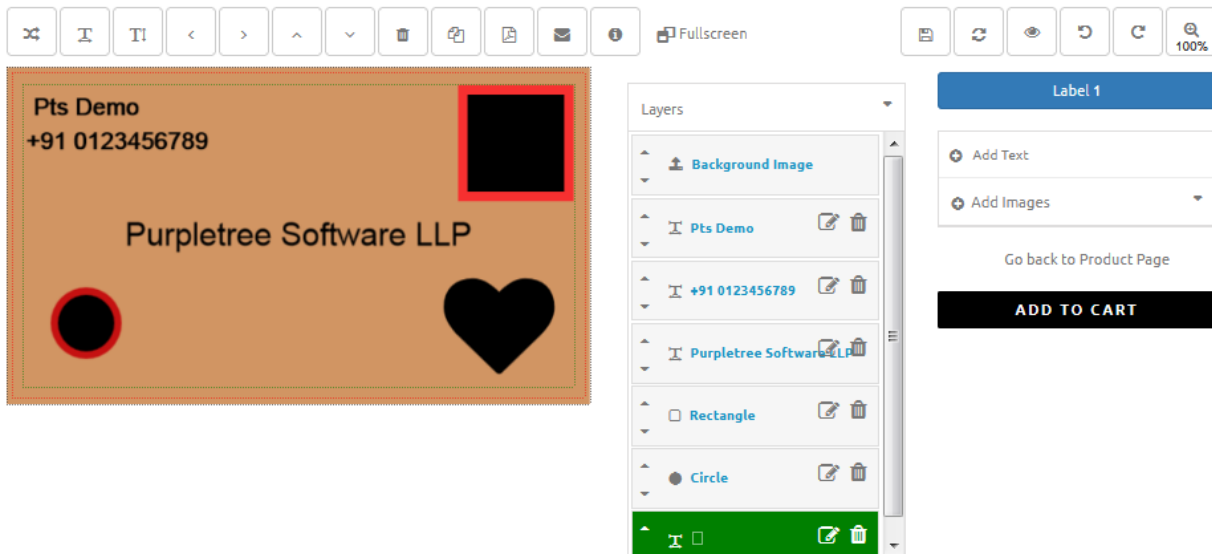 Fullscreen
100%
Pts Demo
+91 0123456789
Purpletree Software LLP
Layers
Background Image
Pts Demo
+91 0123456789
Purpletree Software LLP
Rectangle
Circle
Label 1
Add Text
Add Images
Go back to Product Page
ADD TO CART